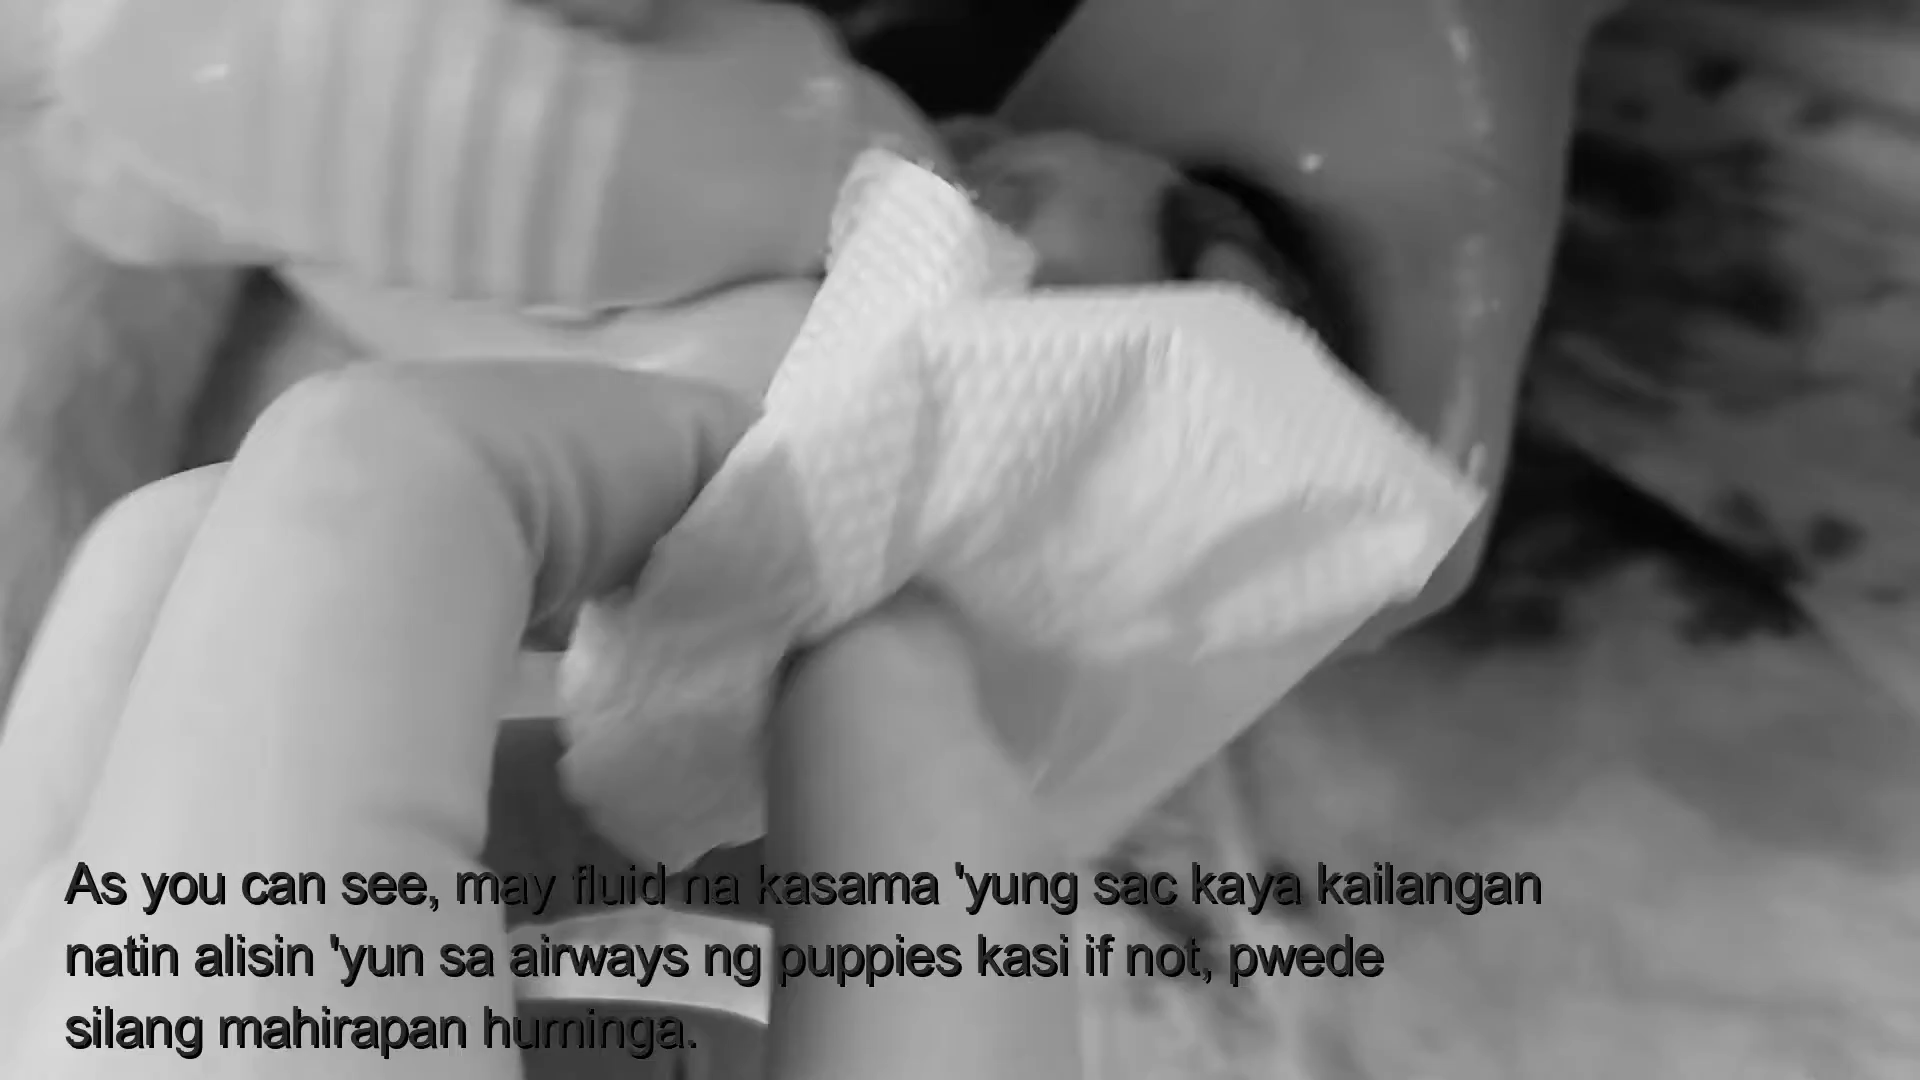 As you can see, may fluid na kasama 'yung sac kaya kailangan
natin alisin 'yun sa airways ng puppies kasi if not, pwede
silang mahirapan huminga.